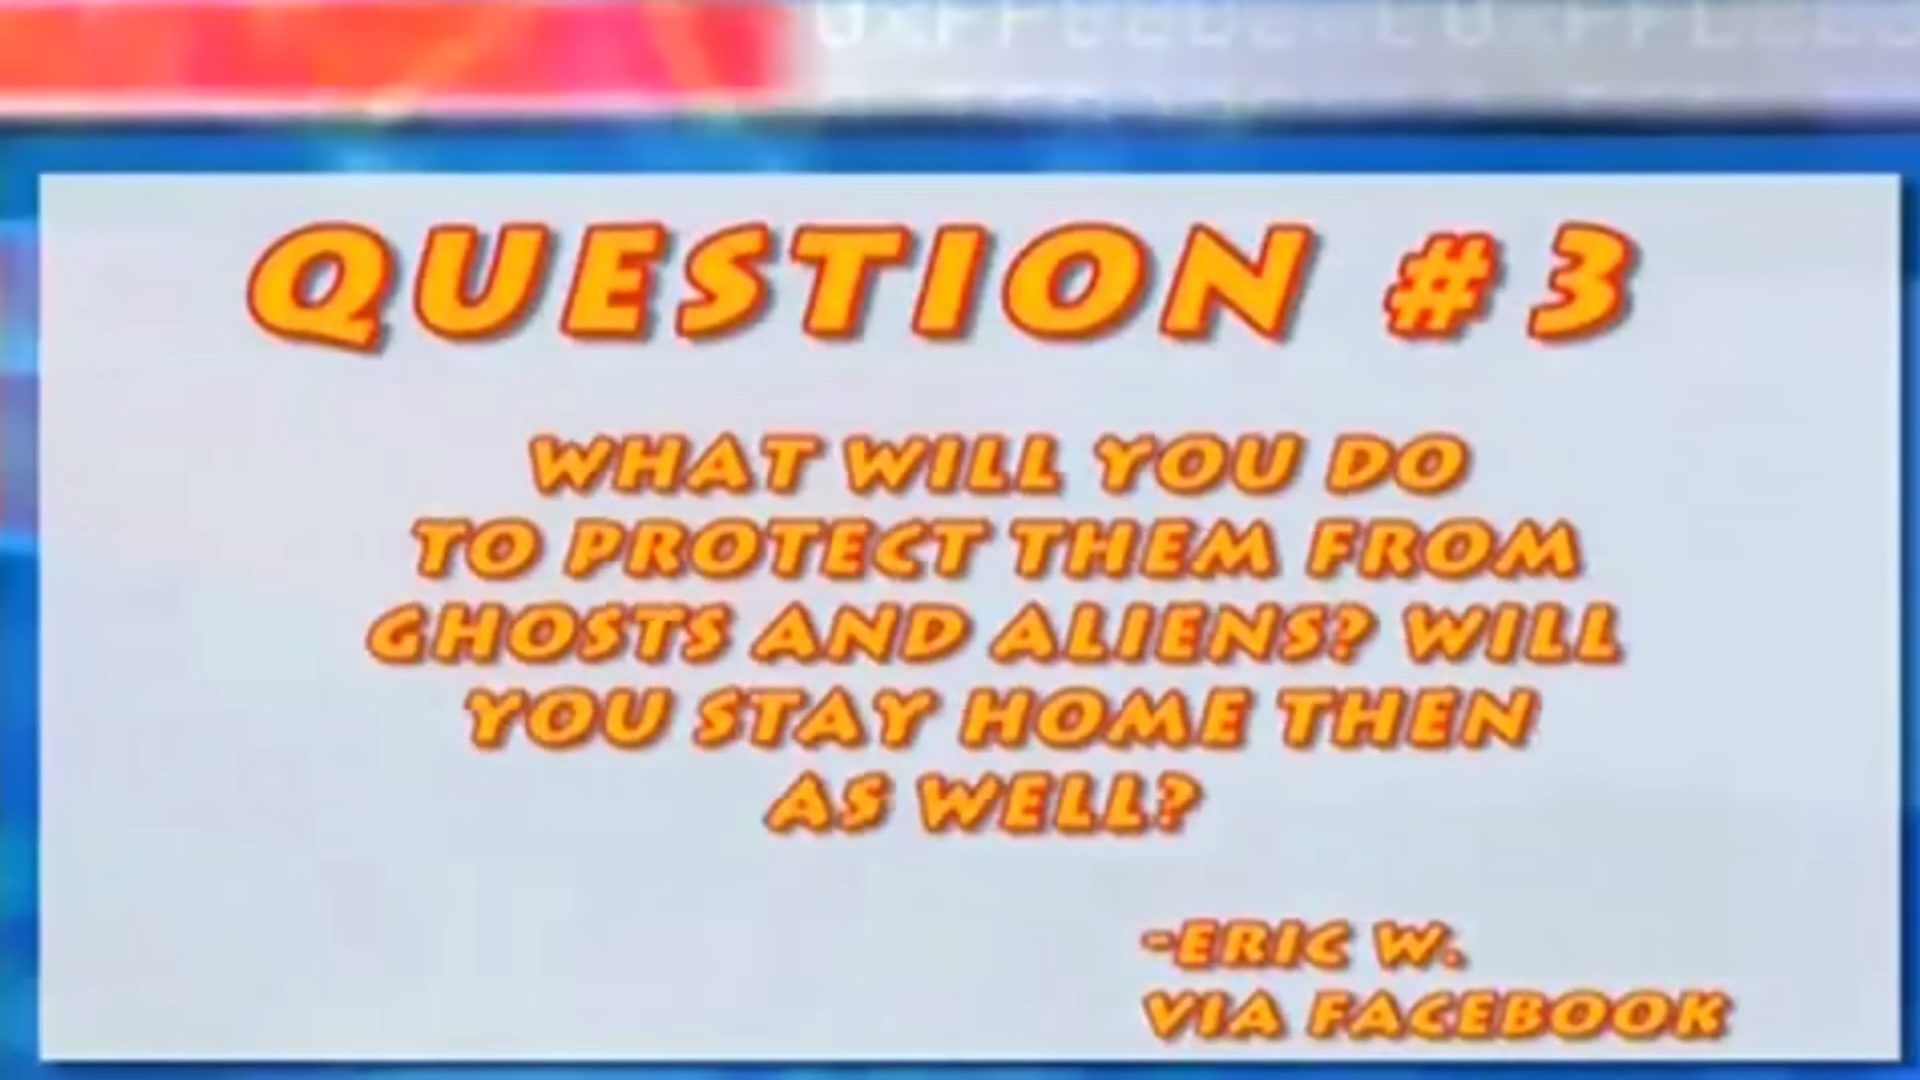 QUESTION #3
WHAT WILL YOU DO
TO PROTECT THEM FROM
GHOSTS AND ALIENS? WILL
YOU STAY HOME THEN
AS WELL?
-ERIC W.
VIA FACEBOOK